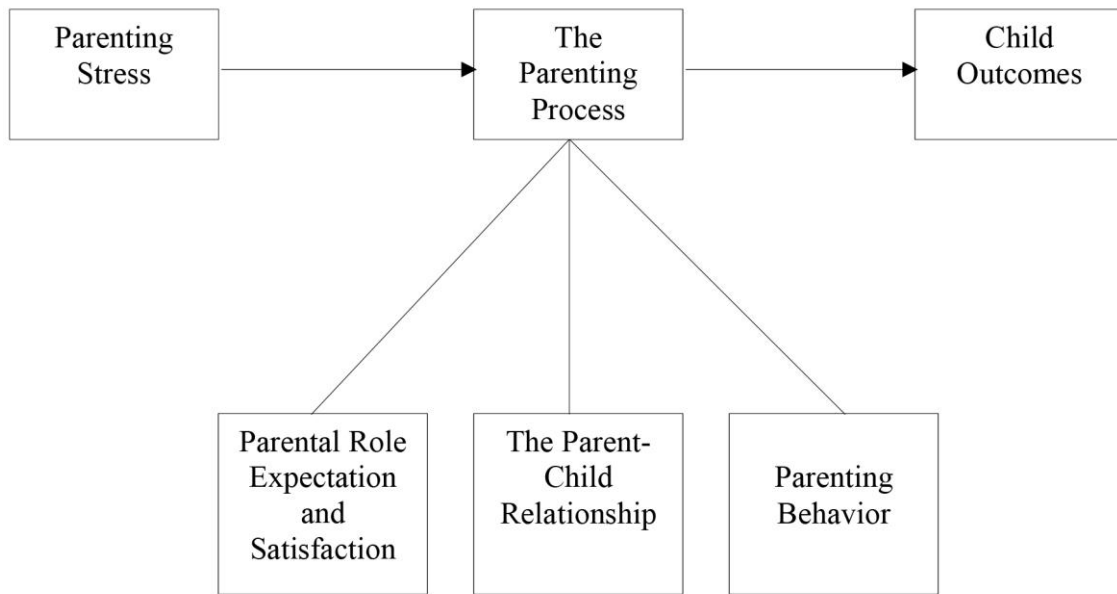 Parenting
Stress
The
Parenting
Process
Child
Outcomes
Parental Role
Expectation
and
Satisfaction
The Parent-
Child
Relationship
Parenting
Behavior